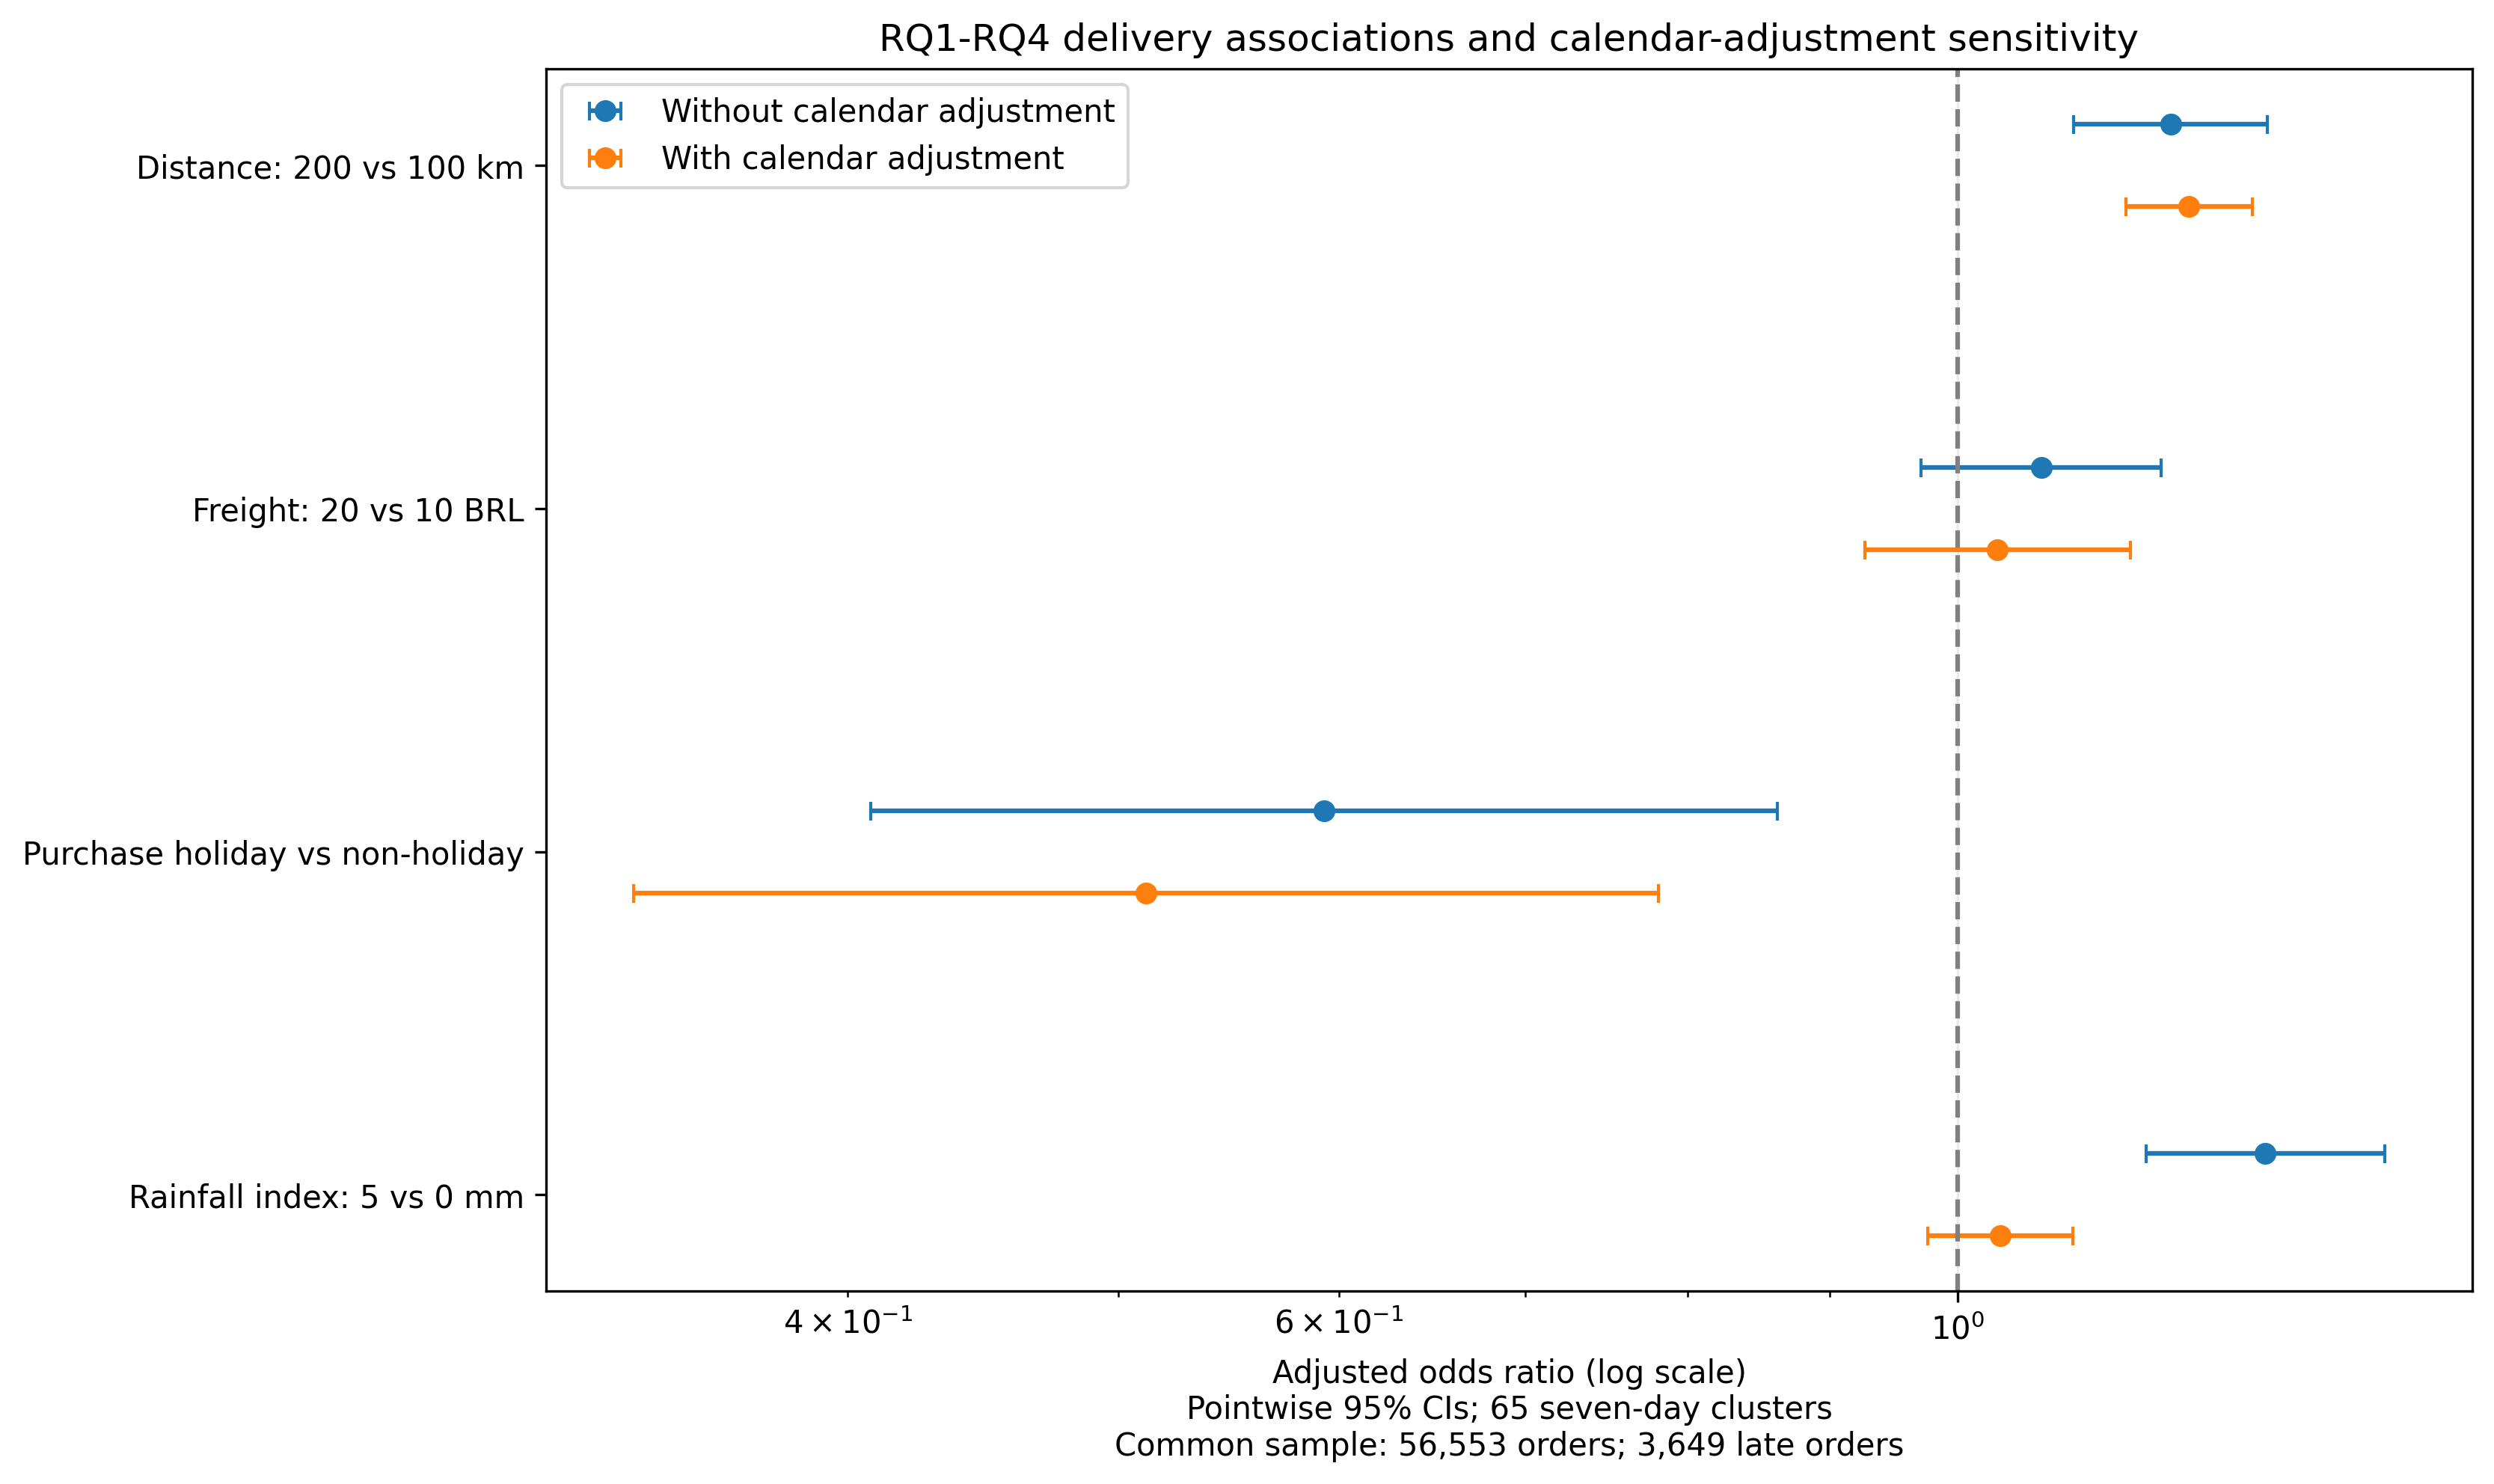 RQ1-RQ4 delivery associations and calendar-adjustment sensitivity
Without calendar adjustment
With calendar adjustment
Distance: 200 vs 100 km
Freight: 20 vs 10 BRL
Purchase holiday vs non-holiday
Rainfall index: 5 vs 0 mm
4 × 10⁻¹ 6 × 10⁻¹ 10⁰
Adjusted odds ratio (log scale)
Pointwise 95% CIs; 65 seven-day clusters
Common sample: 56,553 orders; 3,649 late orders